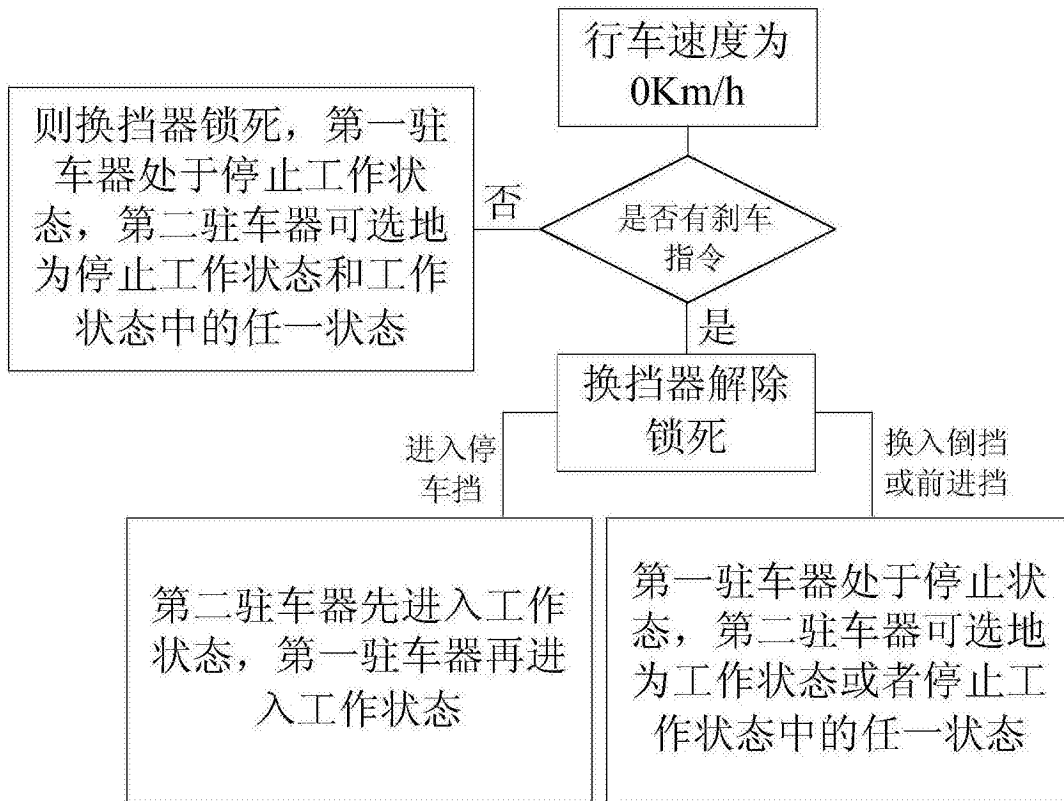 行车速度为
0Km/h
则换挡器锁死，第一驻
车器处于停止工作状
态，第二驻车器可选地
为停止工作状态和工作
状态中的任一状态
否
是否有刹车
指令
是
换挡器解除
锁死
进入停
车挡
换入倒挡
或前进挡
第二驻车器先进入工作
状态，第一驻车器再进
入工作状态
第一驻车器处于停止状
态，第二驻车器可选地
为工作状态或者停止工
作状态中的任一状态